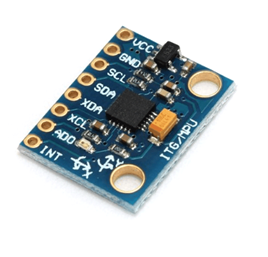 VCC
GND
SCL
SDA
XDA
XCL
ADO
INT
ITG/MPU
X
Y